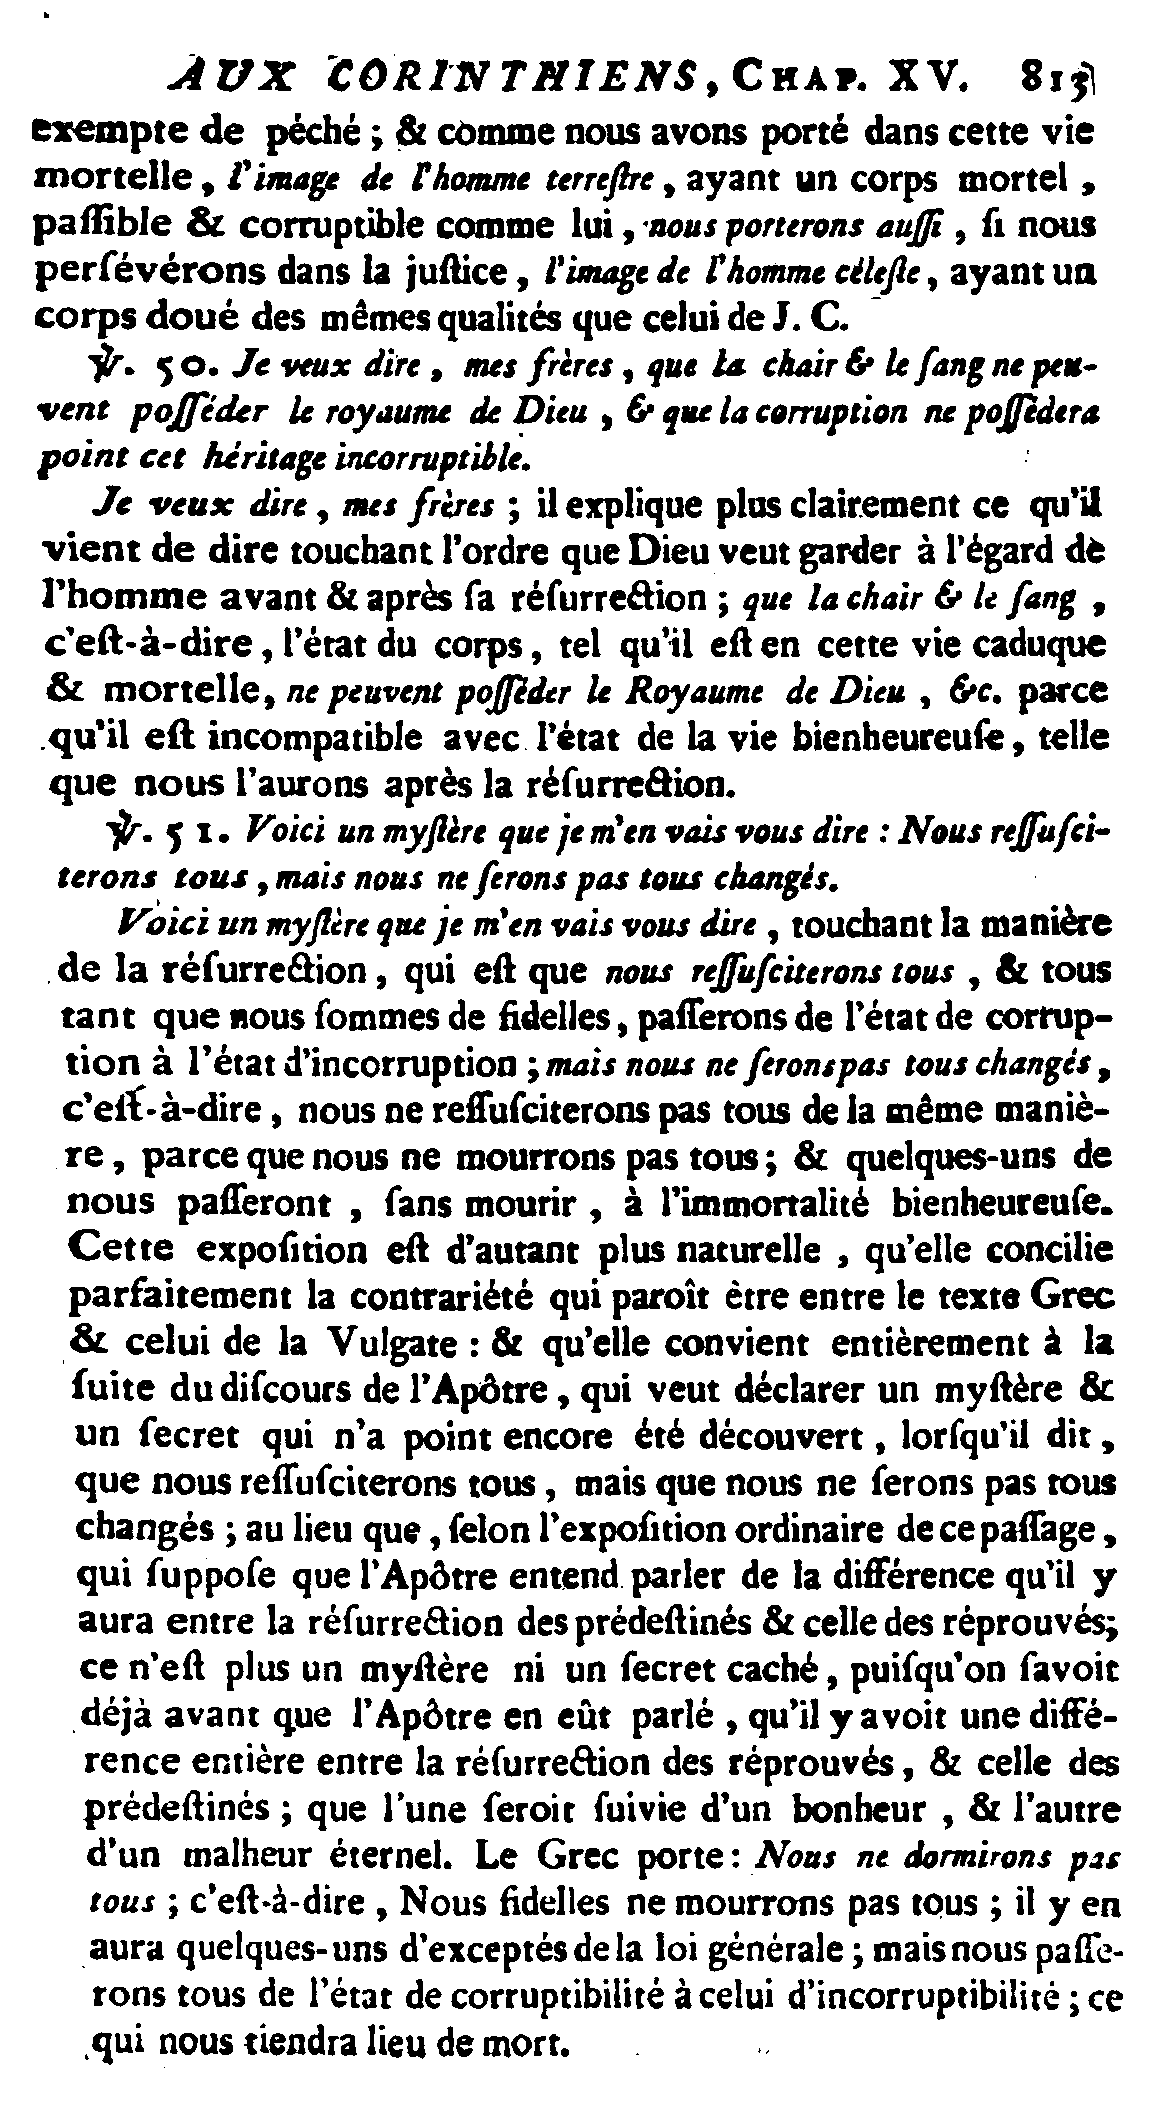 AUX CORINTHIENS, CHAP. XV. 813
exempte de péché ; & comme nous avons porté dans cette vie
mortelle, l'image de l'homme terreſtre, ayant un corps mortel,
paſſible & corruptible comme lui, nous porterons auſſi, ſi nous
perſévérons dans la juſtice, l'image de l'homme céleſte, ayant un
corps doué des mêmes qualités que celui de J. C.
℣. 50. Je veux dire, mes frères, que la chair & le ſang ne peu-
vent poſſéder le royaume de Dieu, & que la corruption ne poſſèdera
point cet héritage incorruptible.
Je veux dire, mes frères ; il explique plus clairement ce qu'il
vient de dire touchant l'ordre que Dieu veut garder à l'égard de
l'homme avant & après ſa réſurrection ; que la chair & le ſang,
c'eſt-à-dire, l'état du corps, tel qu'il eſt en cette vie caduque
& mortelle, ne peuvent poſſéder le Royaume de Dieu, &c. parce
qu'il eſt incompatible avec l'état de la vie bienheureuſe, telle
que nous l'aurons après la réſurrection.
℣. 51. Voici un myſtère que je m'en vais vous dire : Nous reſſuſci-
terons tous, mais nous ne ſerons pas tous changés.
Voici un myſtère que je m'en vais vous dire, touchant la manière
de la réſurrection, qui eſt que nous reſſuſciterons tous, & tous
tant que nous ſommes de fidelles, paſſerons de l'état de corrup-
tion à l'état d'incorruption ; mais nous ne ſerons pas tous changés,
c'eſt-à-dire, nous ne reſſuſciterons pas tous de la même maniè-
re, parce que nous ne mourrons pas tous ; & quelques-uns de
nous paſſeront, ſans mourir, à l'immortalité bienheureuſe.
Cette expoſition eſt d'autant plus naturelle, qu'elle concilie
parfaitement la contrariété qui paroît être entre le texte Grec
& celui de la Vulgate : & qu'elle convient entièrement à la
ſuite du diſcours de l'Apôtre, qui veut déclarer un myſtère &
un ſecret qui n'a point encore été découvert, lorſqu'il dit,
que nous reſſuſciterons tous, mais que nous ne ſerons pas tous
changés ; au lieu que, ſelon l'expoſition ordinaire de ce paſſage,
qui ſuppoſe que l'Apôtre entend parler de la différence qu'il y
aura entre la réſurrection des prédeſtinés & celle des réprouvés;
ce n'eſt plus un myſtère ni un ſecret caché, puiſqu'on ſavoit
déjà avant que l'Apôtre en eût parlé, qu'il y avoit une diffé-
rence entière entre la réſurrection des réprouvés, & celle des
prédeſtinés ; que l'une ſeroit ſuivie d'un bonheur, & l'autre
d'un malheur éternel. Le Grec porte : Nous ne dormirons pas
tous ; c'eſt-à-dire, Nous fidelles ne mourrons pas tous ; il y en
aura quelques-uns d'exceptés de la loi générale ; mais nous paſſe-
rons tous de l'état de corruptibilité à celui d'incorruptibilité ; ce
qui nous tiendra lieu de mort.